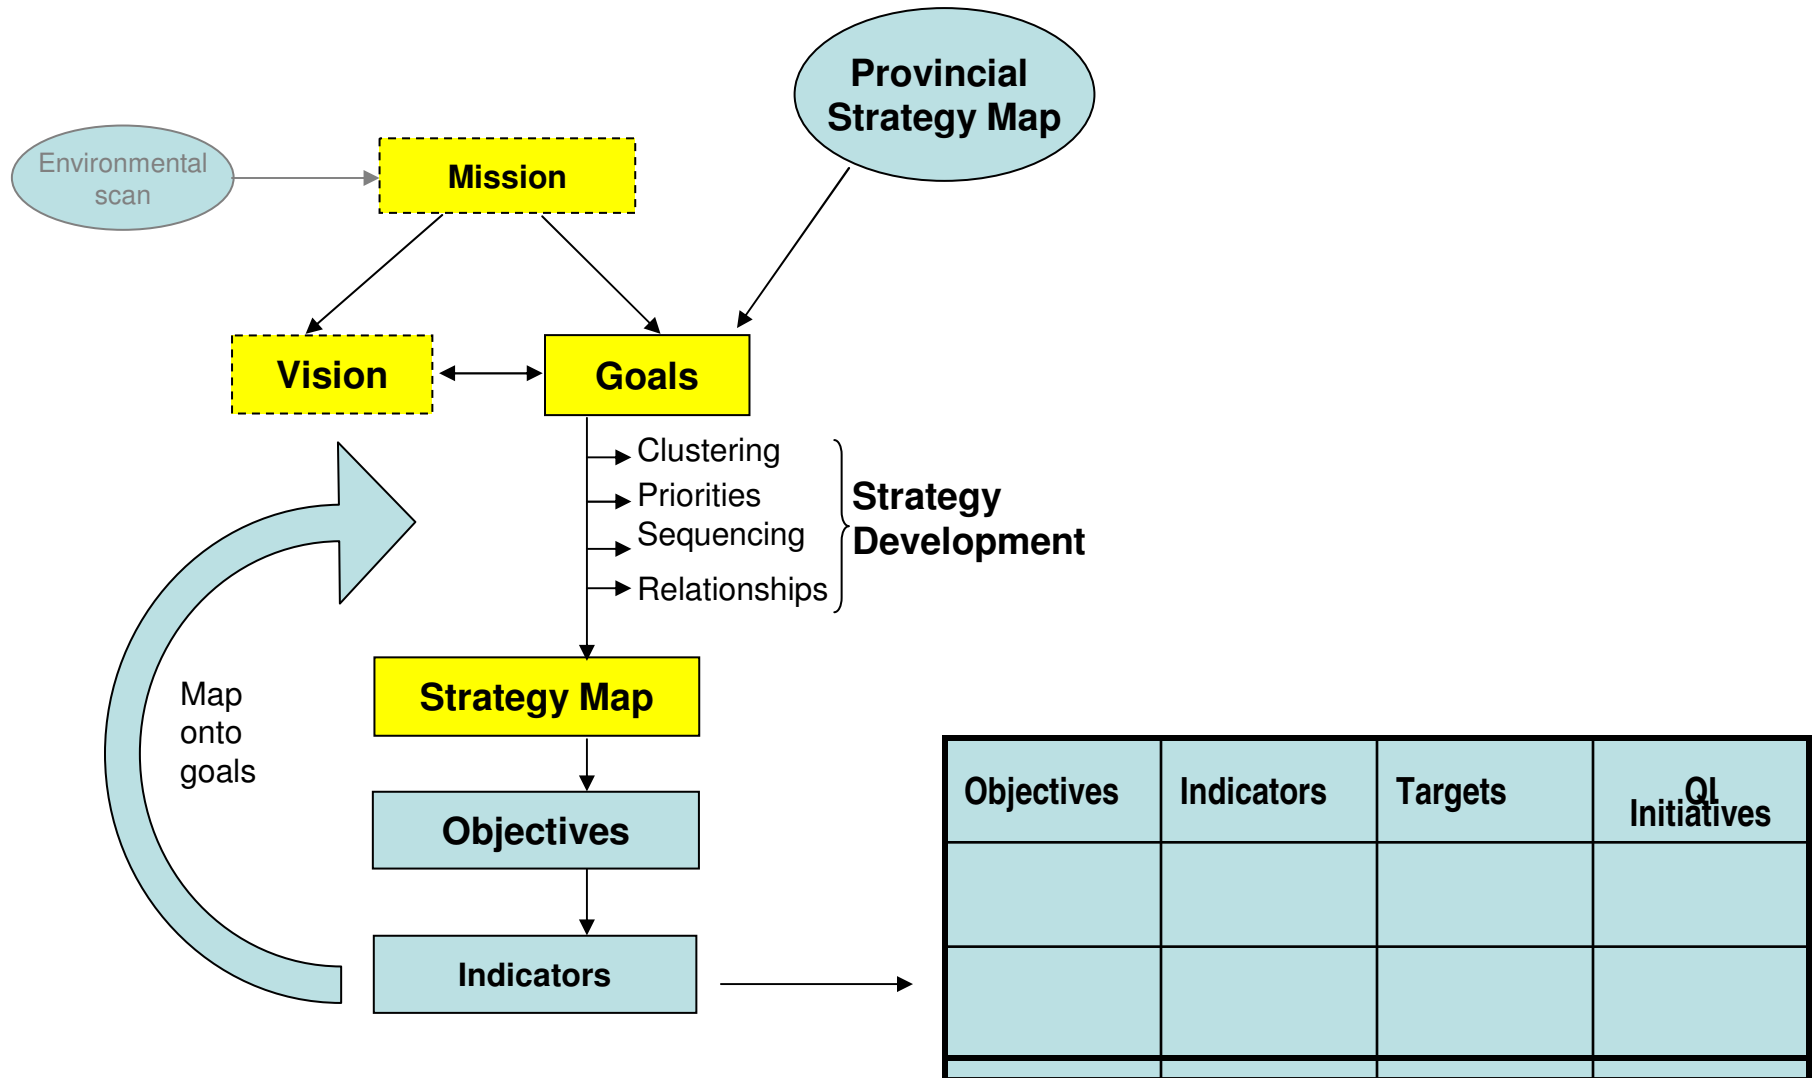 Provincial
Strategy Map
Environmental
scan
Mission
Vision
Goals
Clustering
Priorities
Sequencing
Relationships
Strategy
Development
Strategy Map
Map
onto
goals
Objectives
Indicators
Objectives
Indicators
Targets
QI
Initiatives